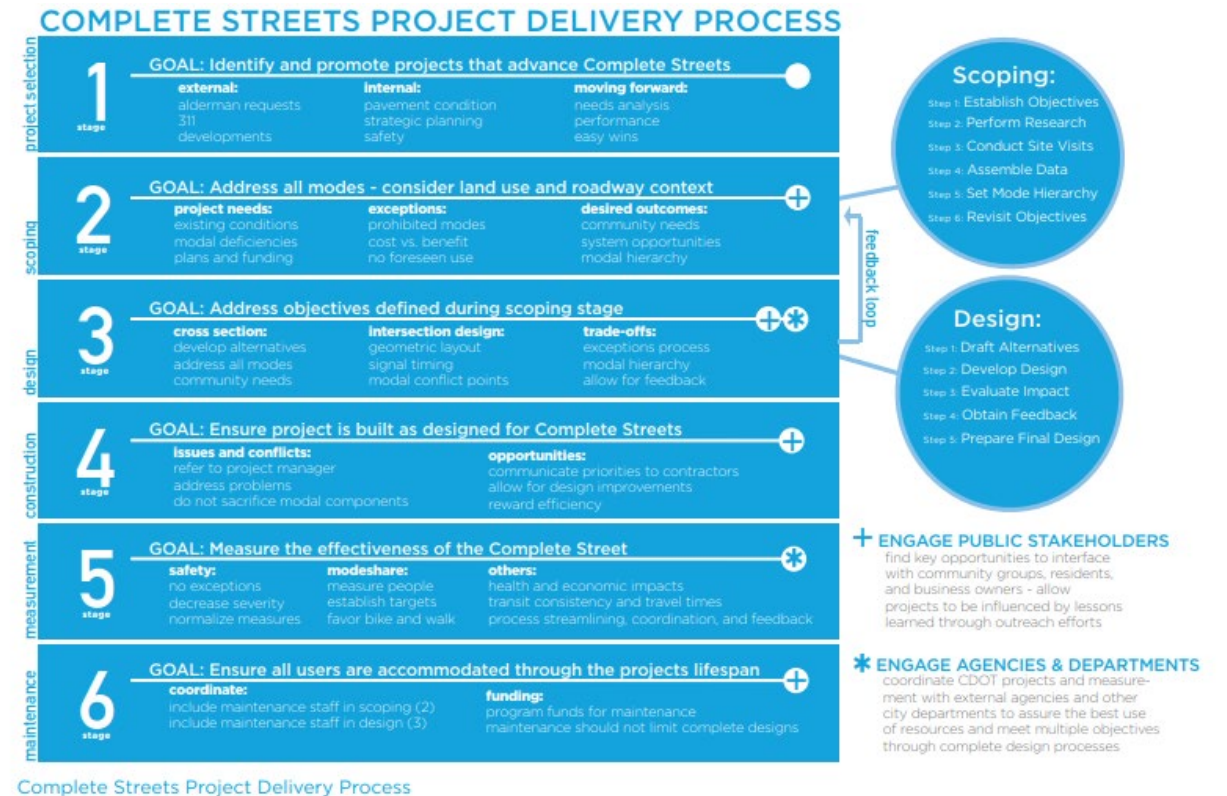 COMPLETE STREETS PROJECT DELIVERY PROCESS
project selection
1
stage
GOAL: Identify and promote projects that advance Complete Streets
external:
alderman requests
311
developments
internal:
pavement condition
strategic planning
safety
moving forward:
needs analysis
performance
easy wins
scoping
2
stage
GOAL: Address all modes - consider land use and roadway context
project needs:
existing conditions
modal deficiencies
plans and funding
exceptions:
prohibited modes
cost vs. benefit
no foreseen use
desired outcomes:
community needs
system opportunities
modal hierarchy
design
3
stage
GOAL: Address objectives defined during scoping stage
cross section:
develop alternatives
address all modes
community needs
intersection design:
geometric layout
signal timing
modal conflict points
trade-offs:
exceptions process
modal hierarchy
allow for feedback
construction
4
stage
GOAL: Ensure project is built as designed for Complete Streets
issues and conflicts:
refer to project manager
address problems
do not sacrifice modal components
opportunities:
communicate priorities to contractors
allow for design improvements
reward efficiency
measurement
5
stage
GOAL: Measure the effectiveness of the Complete Street
safety:
no exceptions
decrease severity
normalize measures
modeshare:
measure people
establish targets
favor bike and walk
others:
health and economic impacts
transit consistency and travel times
process streamlining, coordination, and feedback
maintenance
6
stage
GOAL: Ensure all users are accommodated through the projects lifespan
coordinate:
include maintenance staff in scoping (2)
include maintenance staff in design (3)
funding:
program funds for maintenance
maintenance should not limit complete designs
Scoping:
Step 1: Establish Objectives
Step 2: Perform Research
Step 3: Conduct Site Visits
Step 4: Assemble Data
Step 5: Set Mode Hierarchy
Step 6: Revisit Objectives
feedback loop
Design:
Step 1: Draft Alternatives
Step 2: Develop Design
Step 3: Evaluate Impact
Step 4: Obtain Feedback
Step 5: Prepare Final Design
+ ENGAGE PUBLIC STAKEHOLDERS
find key opportunities to interface
with community groups, residents,
and business owners - allow
projects to be influenced by lessons
learned through outreach efforts
* ENGAGE AGENCIES & DEPARTMENTS
coordinate CDOT projects and measure-
ment with external agencies and other
city departments to assure the best use
of resources and meet multiple objectives
through complete design processes
Complete Streets Project Delivery Process